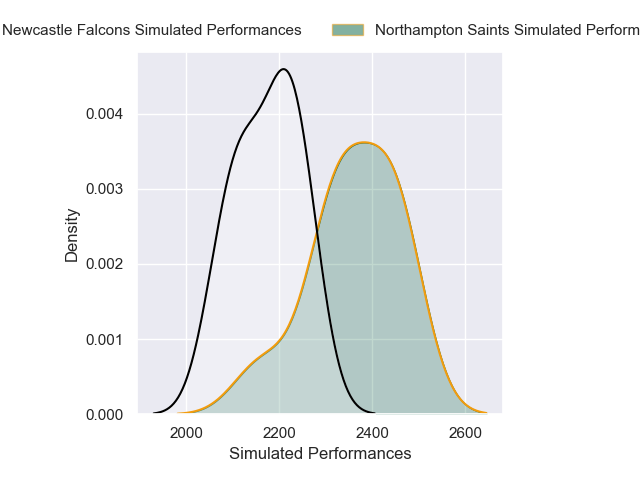 Newcastle Falcons Simulated Performances
Northampton Saints Simulated Perform
0.004
0.003
0.002
0.001
0.000
Density
2000
2200
2400
2600
Simulated Performances